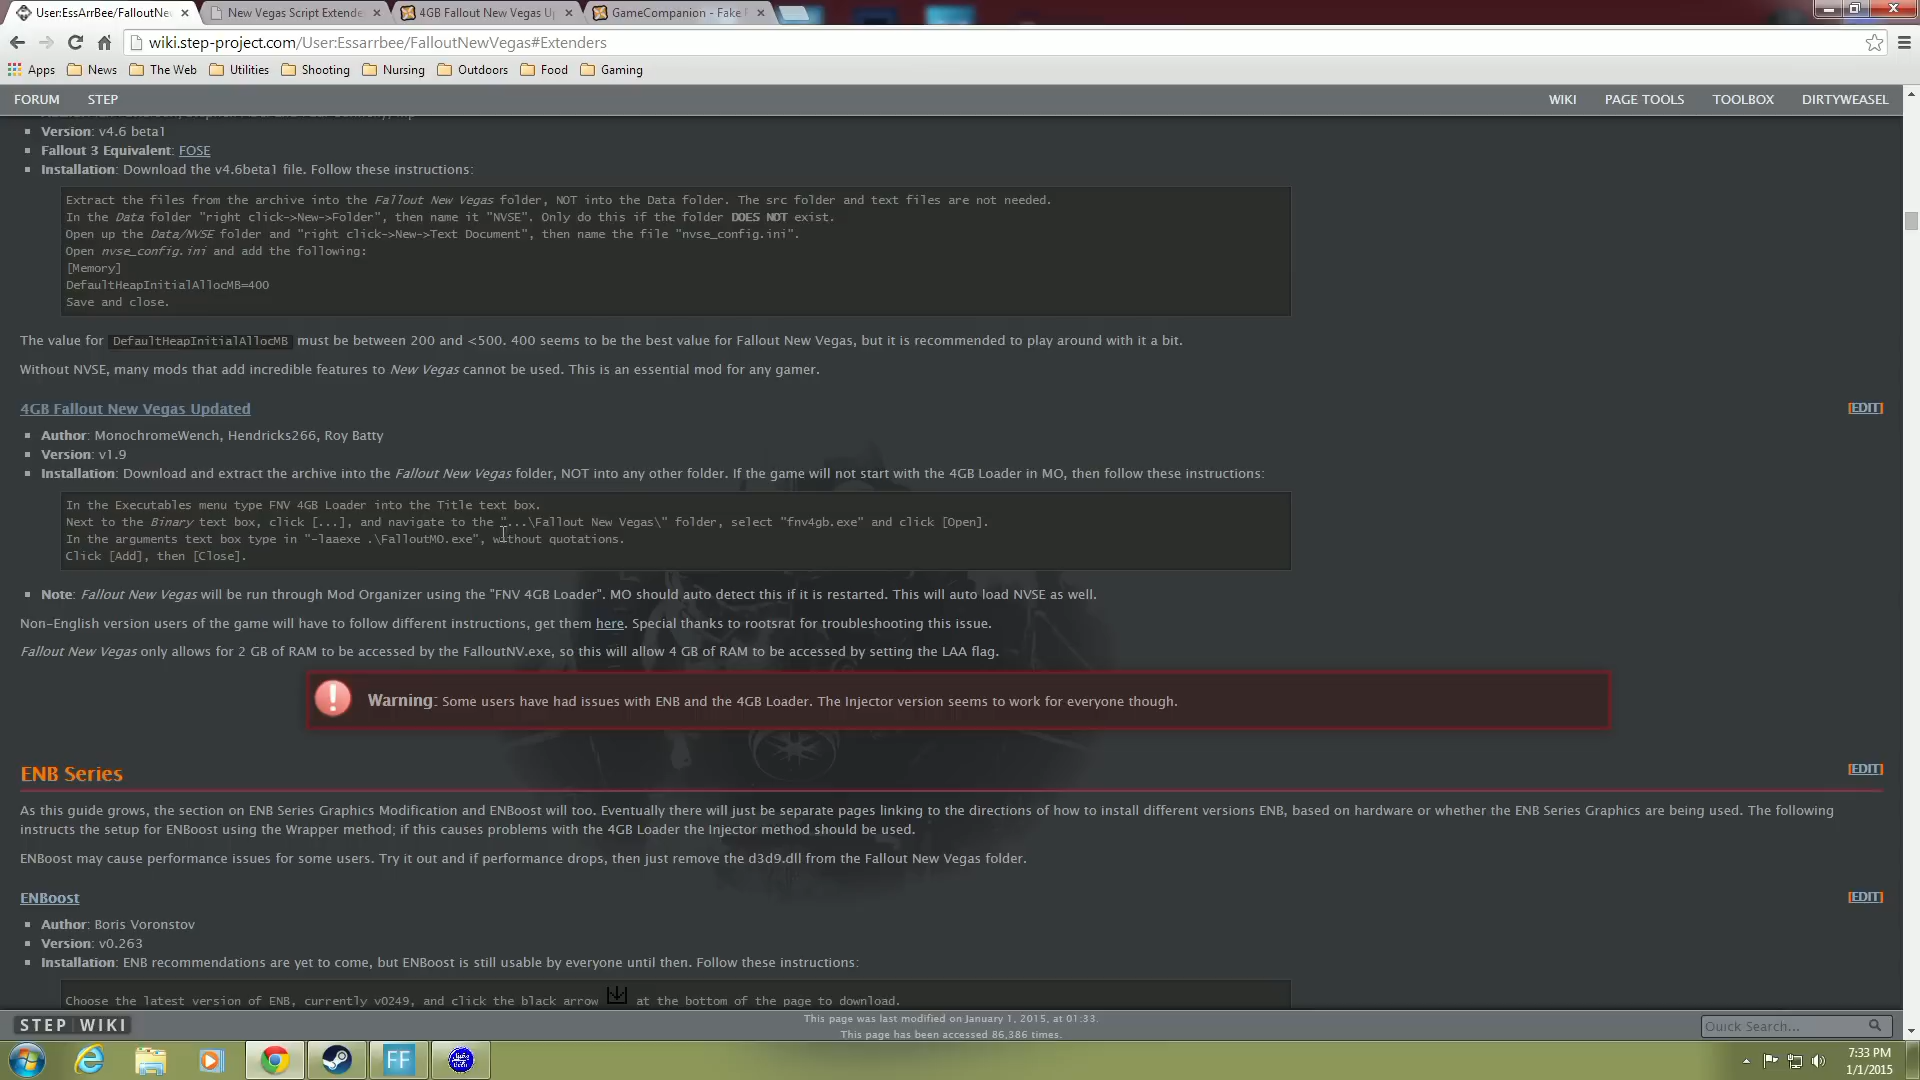 User:EssArrBee/FalloutNew
New Vegas Script Extende
4GB Fallout New Vegas Up
GameCompanion - Fake F
wiki.step-project.com/User:Essarrbee/FalloutNewVegas#Extenders
Apps News The Web Utilities Shooting Nursing Outdoors Food Gaming
FORUM STEP WIKI PAGE TOOLS TOOLBOX DIRTYWEASEL
Version: v4.6 beta1
Fallout 3 Equivalent: FOSE
Installation: Download the v4.6beta1 file. Follow these instructions:
Extract the files from the archive into the Fallout New Vegas folder, NOT into the Data folder. The src folder and text files are not needed.
In the Data folder "right click->New->Folder", then name it "NVSE". Only do this if the folder DOES NOT exist.
Open up the Data/NVSE folder and "right click->New->Text Document", then name the file "nvse_config.ini".
Open nvse_config.ini and add the following:
[Memory]
DefaultHeapInitialAllocMB=400
Save and close.
The value for DefaultHeapInitialAllocMB must be between 200 and <500. 400 seems to be the best value for Fallout New Vegas, but it is recommended to play around with it a bit.
Without NVSE, many mods that add incredible features to New Vegas cannot be used. This is an essential mod for any gamer.
4GB Fallout New Vegas Updated [EDIT]
Author: MonochromeWench, Hendricks266, Roy Batty
Version: v1.9
Installation: Download and extract the archive into the Fallout New Vegas folder, NOT into any other folder. If the game will not start with the 4GB Loader in MO, then follow these instructions:
In the Executables menu type FNV 4GB Loader into the Title text box.
Next to the Binary text box, click [...], and navigate to the "...\Fallout New Vegas\" folder, select "fnv4gb.exe" and click [Open].
In the arguments text box type in "-laaexe .\FalloutMO.exe", without quotations.
Click [Add], then [Close].
Note: Fallout New Vegas will be run through Mod Organizer using the "FNV 4GB Loader". MO should auto detect this if it is restarted. This will auto load NVSE as well.
Non-English version users of the game will have to follow different instructions, get them here. Special thanks to rootsrat for troubleshooting this issue.
Fallout New Vegas only allows for 2 GB of RAM to be accessed by the FalloutNV.exe, so this will allow 4 GB of RAM to be accessed by setting the LAA flag.
Warning: Some users have had issues with ENB and the 4GB Loader. The Injector version seems to work for everyone though.
ENB Series [EDIT]
As this guide grows, the section on ENB Series Graphics Modification and ENBoost will too. Eventually there will just be separate pages linking to the directions of how to install different versions ENB, based on hardware or whether the ENB Series Graphics are being used. The following
instructs the setup for ENBoost using the Wrapper method; if this causes problems with the 4GB Loader the Injector method should be used.
ENBoost may cause performance issues for some users. Try it out and if performance drops, then just remove the d3d9.dll from the Fallout New Vegas folder.
ENBoost [EDIT]
Author: Boris Voronstov
Version: v0.263
Installation: ENB recommendations are yet to come, but ENBoost is still usable by everyone until then. Follow these instructions:
Choose the latest version of ENB, currently v0249, and click the black arrow at the bottom of the page to download.
STEP WIKI
This page was last modified on January 1, 2015, at 01:33.
This page has been accessed 86,386 times.
Quick Search...
FF
7:33 PM
1/1/2015